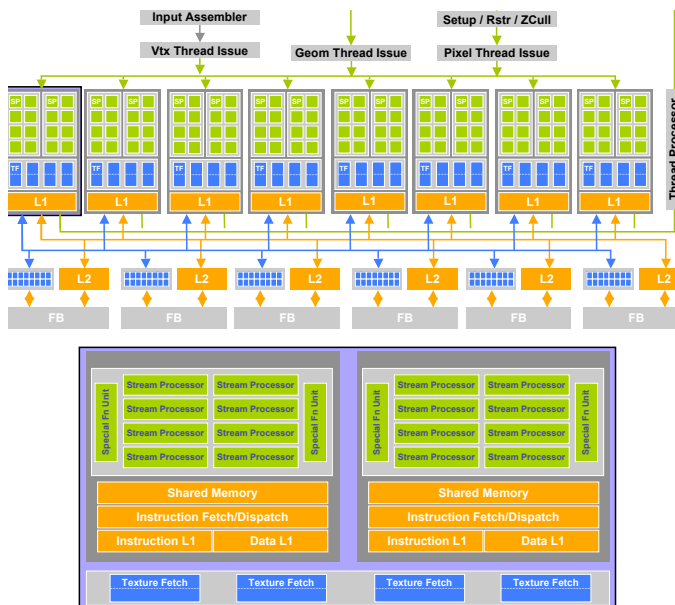 Input Assembler
Setup / Rstr / ZCull
Vtx Thread Issue
Geom Thread Issue
Pixel Thread Issue
Thread Processor
SP SP SP SP SP SP SP SP SP SP SP SP SP SP SP SP
TF TF TF TF TF TF TF TF
L1 L1 L1 L1 L1 L1 L1 L1
L2 L2 L2 L2 L2 L2
FB FB FB FB FB FB
Special Fn Unit
Stream Processor Stream Processor
Stream Processor Stream Processor
Stream Processor Stream Processor
Stream Processor Stream Processor
Special Fn Unit
Special Fn Unit
Stream Processor Stream Processor
Stream Processor Stream Processor
Stream Processor Stream Processor
Stream Processor Stream Processor
Special Fn Unit
Shared Memory Shared Memory
Instruction Fetch/Dispatch Instruction Fetch/Dispatch
Instruction L1 Data L1 Instruction L1 Data L1
Texture Fetch Texture Fetch Texture Fetch Texture Fetch